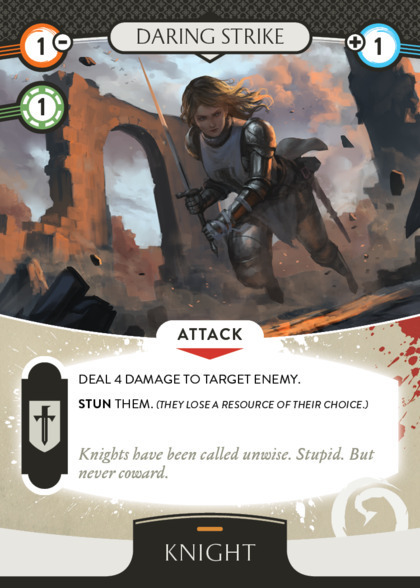 1 -
DARING STRIKE
+ 1
1
ATTACK
DEAL 4 DAMAGE TO TARGET ENEMY.
STUN THEM. (THEY LOSE A RESOURCE OF THEIR CHOICE.)
Knights have been called unwise. Stupid. But
never coward.
KNIGHT